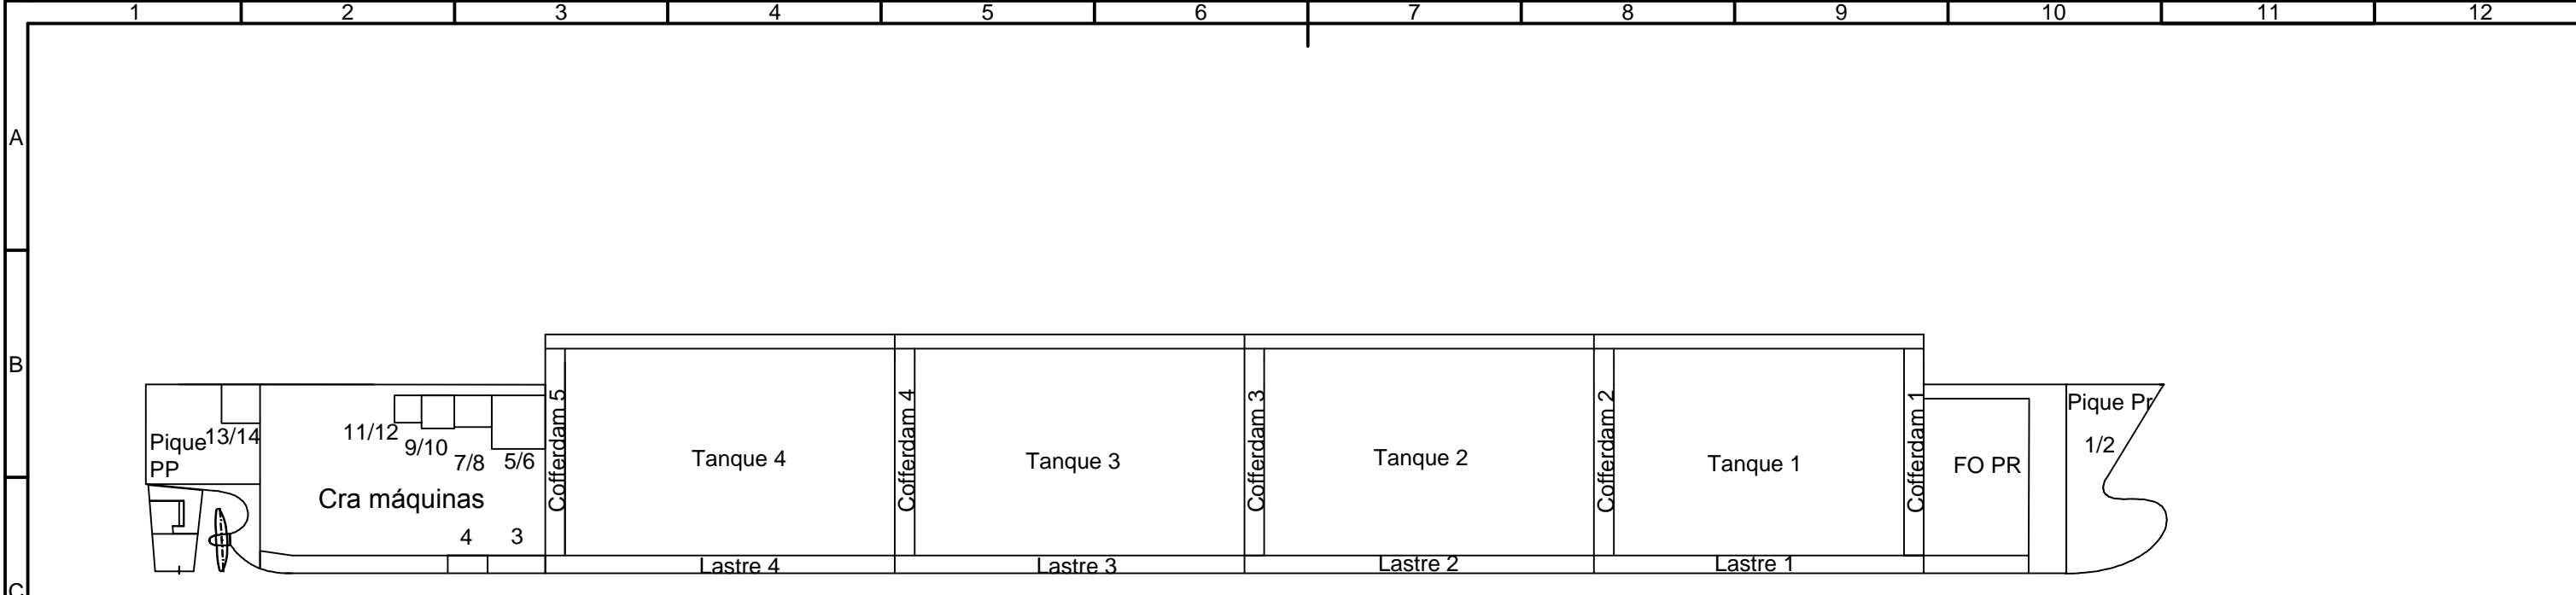 1 2 3 4 5 6 7 8 9 10 11 12
A
B
C
Pique
PP
13/14
11/12
9/10
7/8
5/6
Cra máquinas
4
3
Cofferdam 5
Tanque 4
Cofferdam 4
Tanque 3
Cofferdam 3
Tanque 2
Cofferdam 2
Tanque 1
Cofferdam 1
FO PR
Pique Pr
1/2
Lastre 4
Lastre 3
Lastre 2
Lastre 1